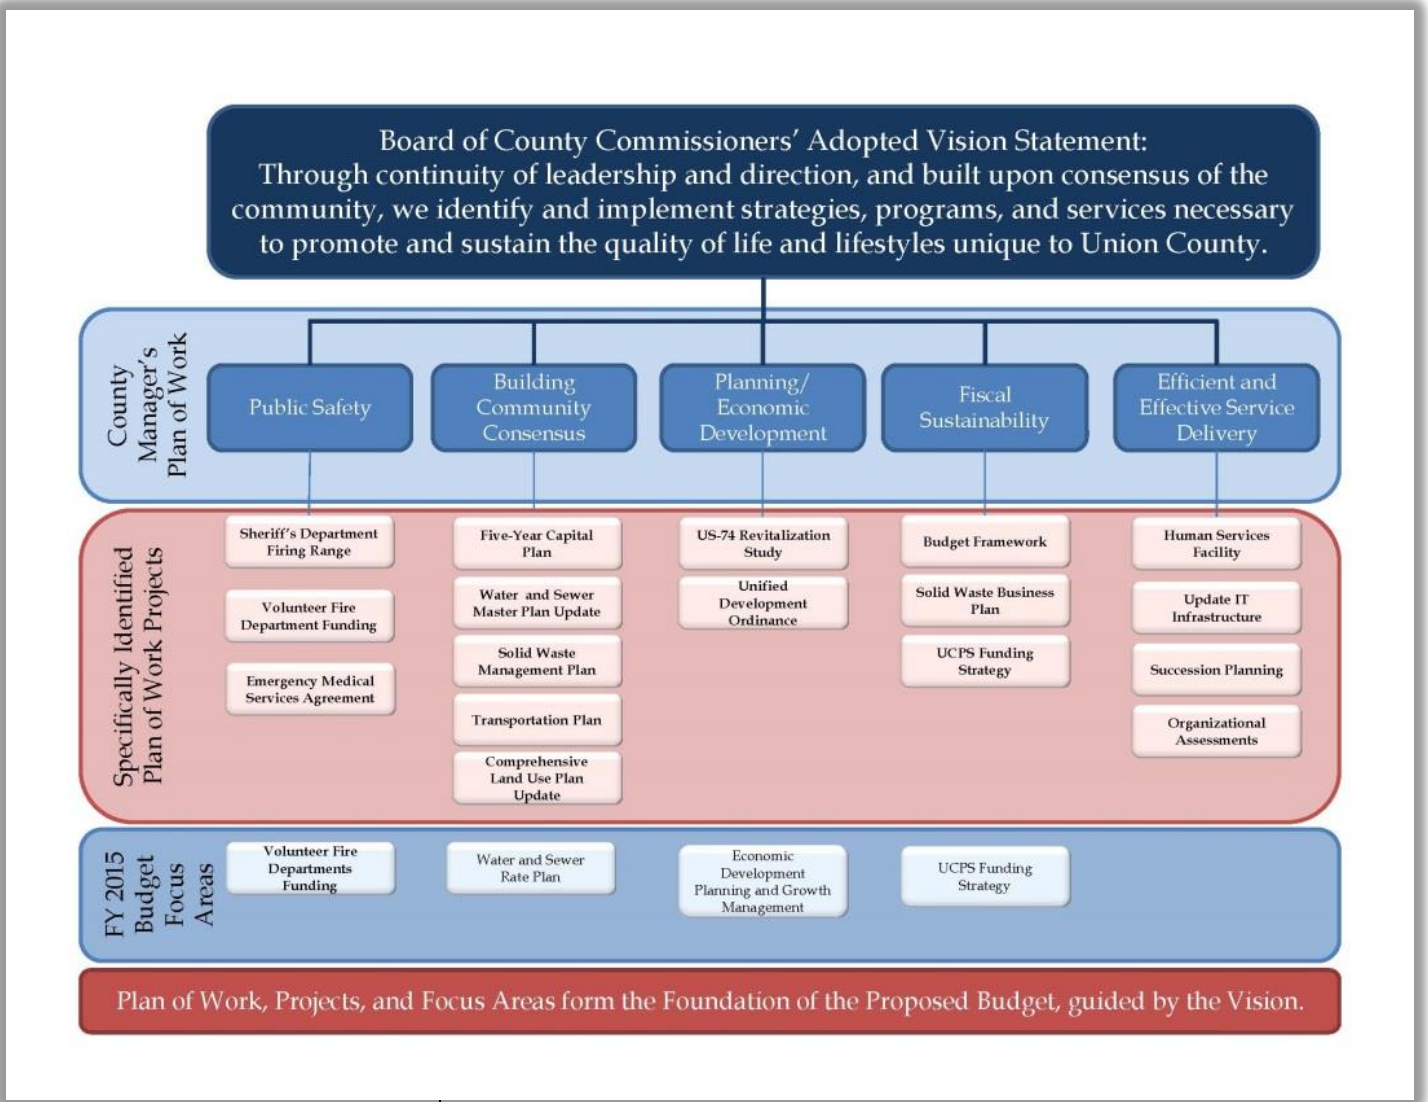 Board of County Commissioners’ Adopted Vision Statement:
Through continuity of leadership and direction, and built upon consensus of the
community, we identify and implement strategies, programs, and services necessary
to promote and sustain the quality of life and lifestyles unique to Union County.
County
Manager’s
Plan of Work
Public Safety
Building
Community
Consensus
Planning/
Economic
Development
Fiscal
Sustainability
Efficient and
Effective Service
Delivery
Specifically Identified
Plan of Work Projects
Sheriff’s Department
Firing Range
Volunteer Fire
Department Funding
Emergency Medical
Services Agreement
Five-Year Capital
Plan
Water and Sewer
Master Plan Update
Solid Waste
Management Plan
Transportation Plan
Comprehensive
Land Use Plan
Update
US-74 Revitalization
Study
Unified
Development
Ordinance
Budget Framework
Solid Waste Business
Plan
UCPS Funding
Strategy
Human Services
Facility
Update IT
Infrastructure
Succession Planning
Organizational
Assessments
FY 2015
Budget
Focus
Areas
Volunteer Fire
Departments
Funding
Water and Sewer
Rate Plan
Economic
Development
Planning and Growth
Management
UCPS Funding
Strategy
Plan of Work, Projects, and Focus Areas form the Foundation of the Proposed Budget, guided by the Vision.